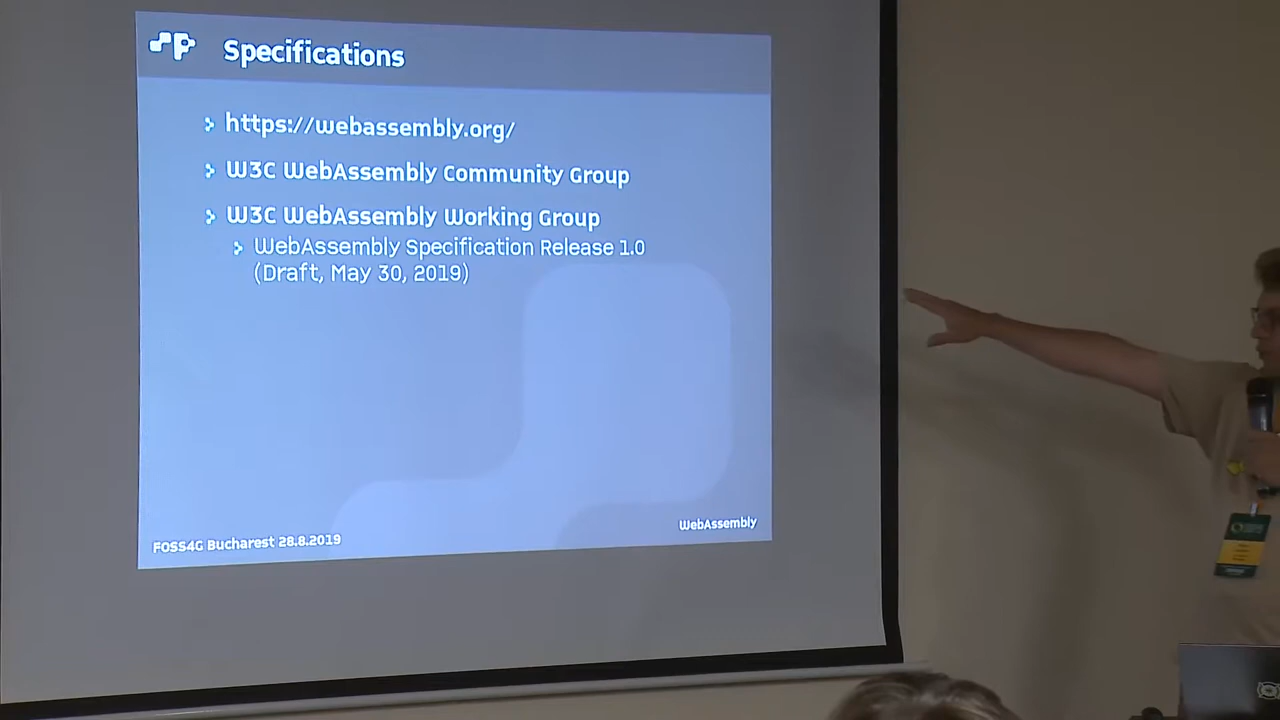 Specifications
https://webassembly.org/
W3C WebAssembly Community Group
W3C WebAssembly Working Group
WebAssembly Specification Release 1.0
(Draft, May 30, 2019)
FOSS4G Bucharest 28.8.2019
WebAssembly